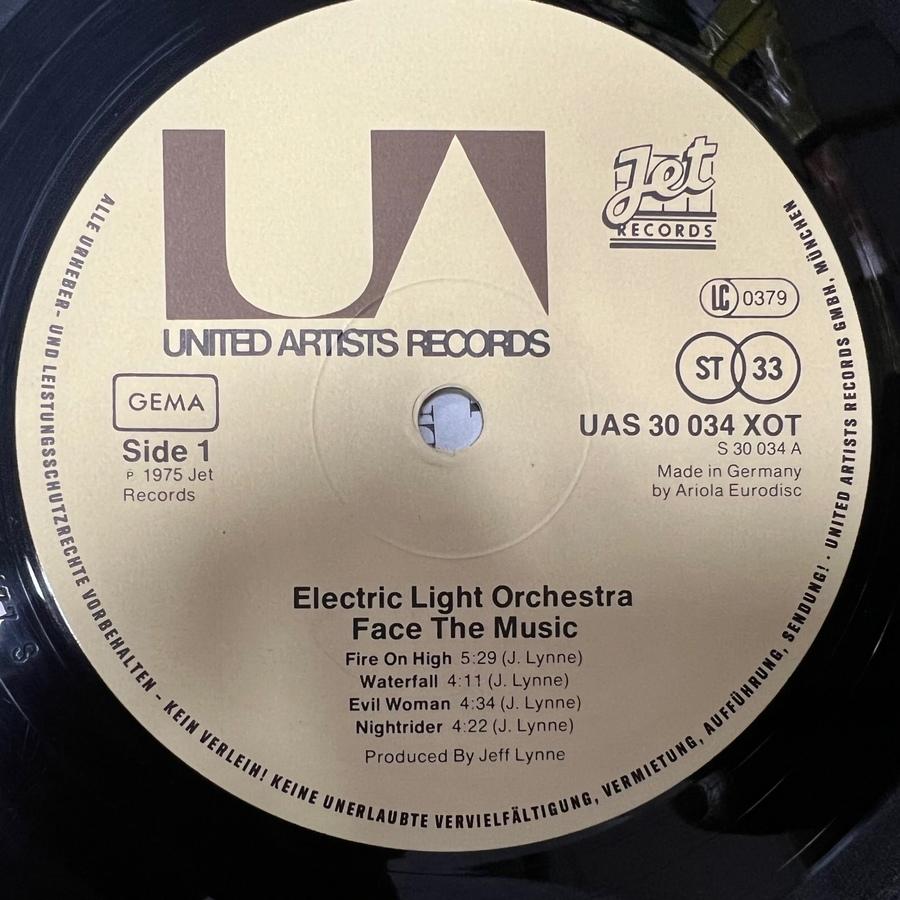 UA
UNITED ARTISTS RECORDS
Jet
RECORDS
LC 0379
ST 33
GEMA
Side 1
℗ 1975 Jet
Records
UAS 30 034 XOT
S 30 034 A
Made in Germany
by Ariola Eurodisc
Electric Light Orchestra
Face The Music
Fire On High 5:29 (J. Lynne)
Waterfall 4:11 (J. Lynne)
Evil Woman 4:34 (J. Lynne)
Nightrider 4:22 (J. Lynne)
Produced By Jeff Lynne
ALLE URHEBER- UND LEISTUNGSSCHUTZRECHTE VORBEHALTEN - KEIN VERLEIH! KEINE UNERLAUBTE VERVIELFÄLTIGUNG, VERMIETUNG, AUFFÜHRUNG, SENDUNG! · UNITED ARTISTS RECORDS GMBH, MÜNCHEN